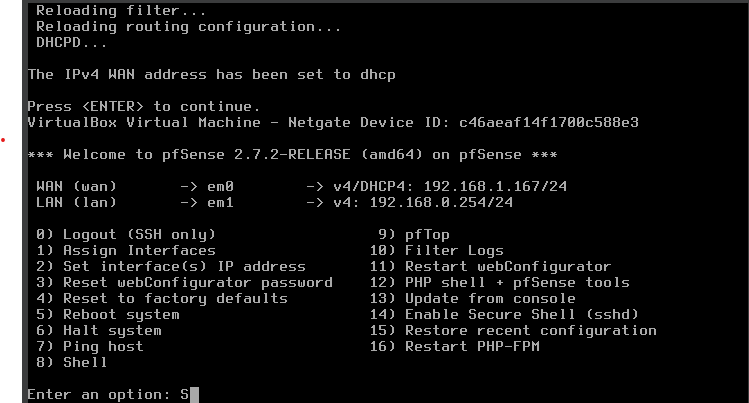 Reloading filter...
Reloading routing configuration...
DHCPD...
The IPv4 WAN address has been set to dhcp
Press <ENTER> to continue.
VirtualBox Virtual Machine - Netgate Device ID: c46aeaf14f1700c588e3
*** Welcome to pfSense 2.7.2-RELEASE (amd64) on pfSense ***
WAN (wan) -> em0 -> v4/DHCP4: 192.168.1.167/24
LAN (lan) -> em1 -> v4: 192.168.0.254/24
0) Logout (SSH only) 9) pfTop
1) Assign Interfaces 10) Filter Logs
2) Set interface(s) IP address 11) Restart webConfigurator
3) Reset webConfigurator password 12) PHP shell + pfSense tools
4) Reset to factory defaults 13) Update from console
5) Reboot system 14) Enable Secure Shell (sshd)
6) Halt system 15) Restore recent configuration
7) Ping host 16) Restart PHP-FPM
8) Shell
Enter an option: S